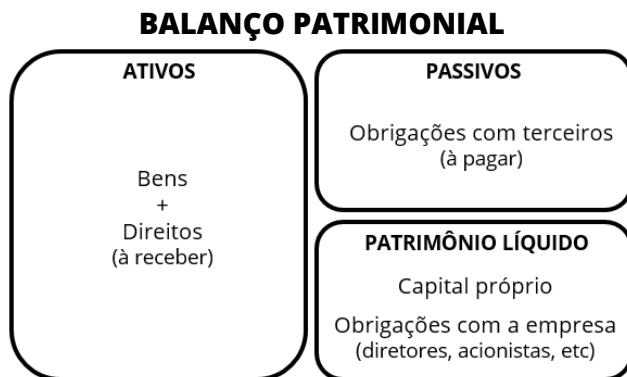 BALANÇO PATRIMONIAL
ATIVOS
Bens
+
Direitos
(à receber)
PASSIVOS
Obrigações com terceiros
(à pagar)
PATRIMÔNIO LÍQUIDO
Capital próprio
Obrigações com a empresa
(diretores, acionistas, etc)